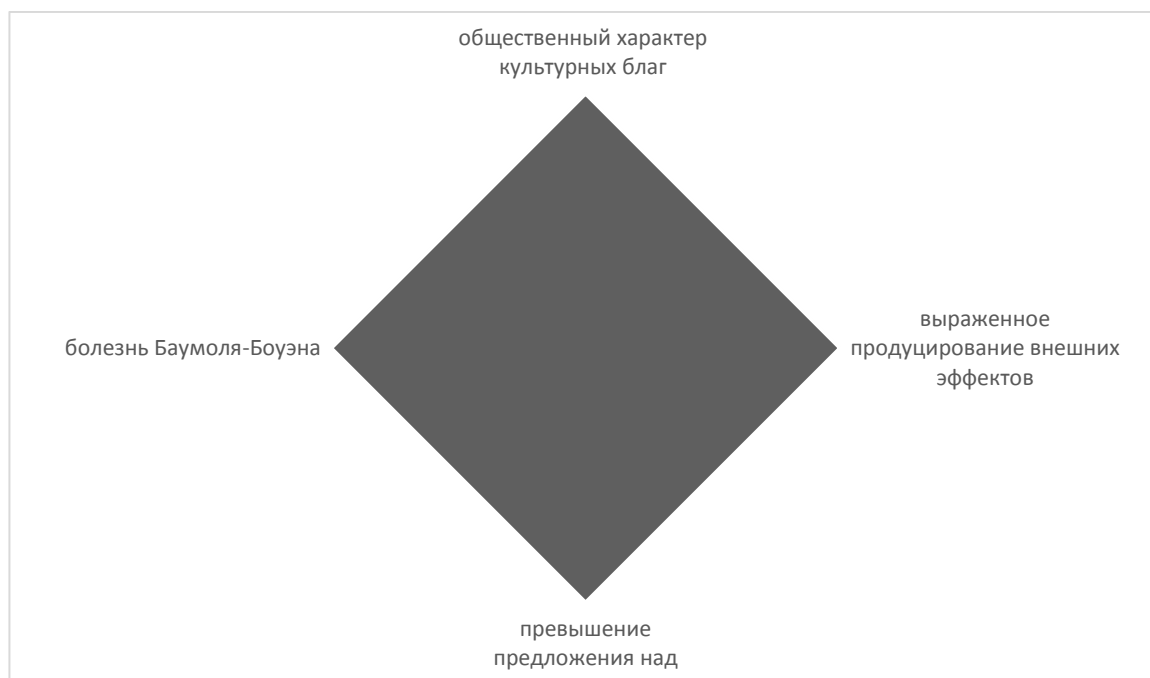 общественный характер
культурных благ
болезнь Баумоля-Боуэна
выраженное
продуцирование внешних
эффектов
превышение
предложения над